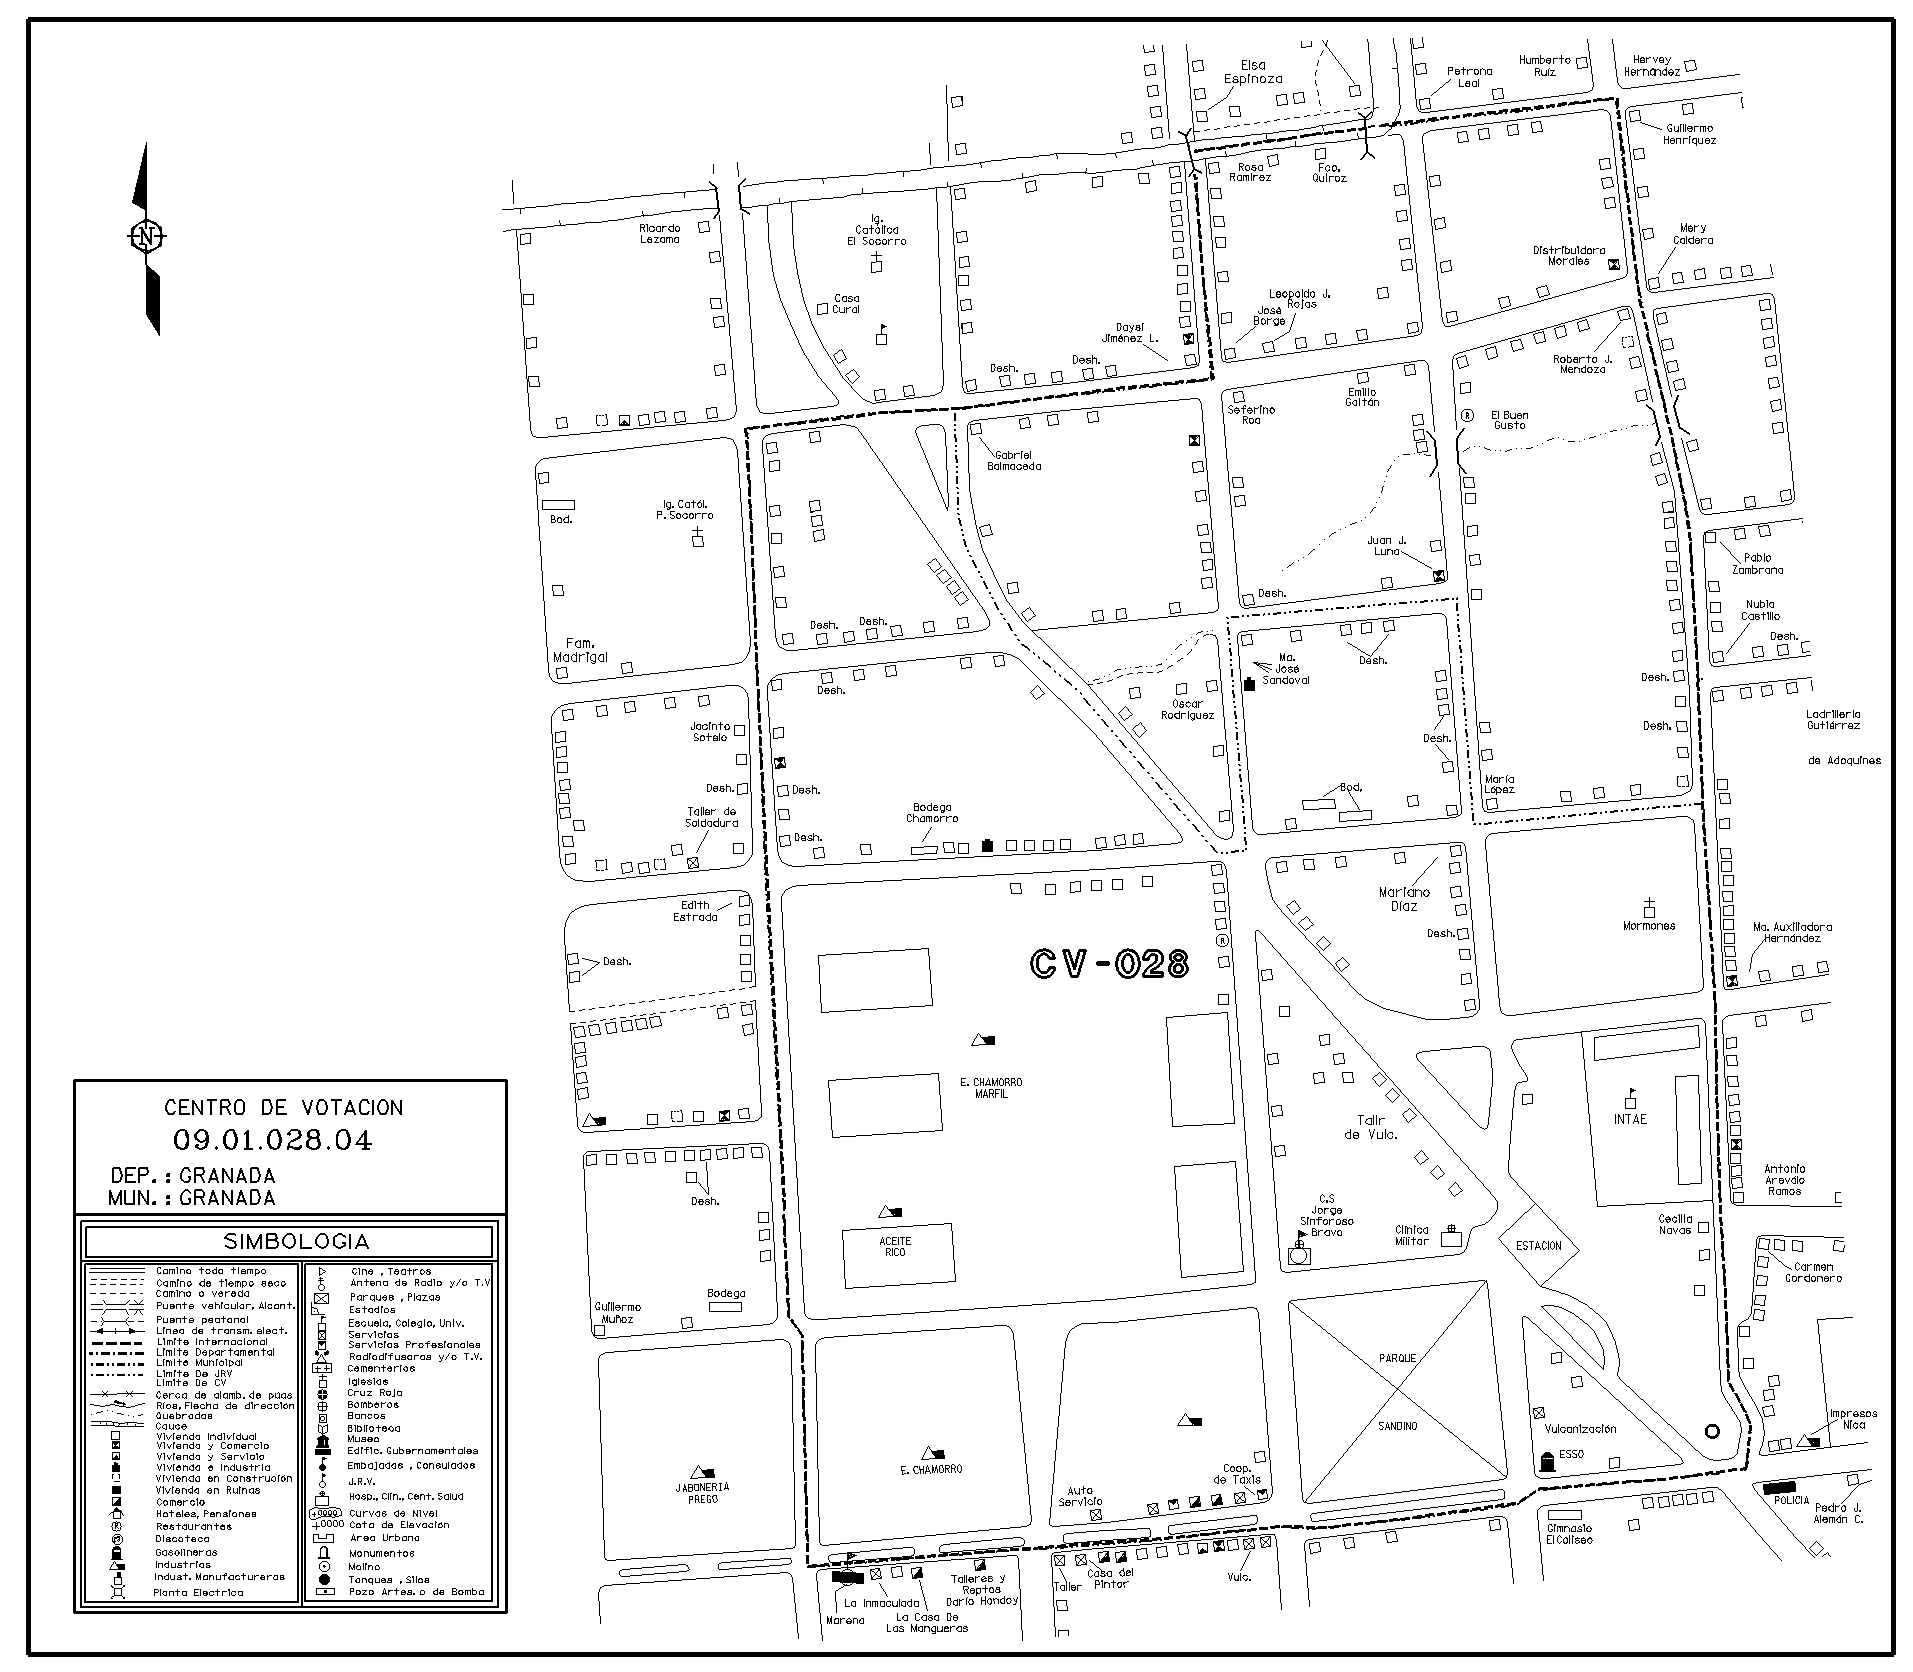 Elsa
Espinoza
Petrona
Leal
Humberto
Ruíz
Hervey
Hernández
Guillermo
Henríquez
Rosa
Ramírez
Fco.
Quiroz
Ricardo
Lezama
Ig.
Católica
El Socorro
Casa
Cural
Mery
Caldera
Distribuidora
Morales
Leopoldo J.
Rojas
José
Borge
Daysi
Jiménez L.
Desh.
Desh.
Roberto J.
Mendoza
Emilio
Gaitán
Seferino
Roa
El Buen
Gusto
R
Gabriel
Balmaceda
Bod.
Ig. Catól.
P. Socorro
Juan J.
Luna
Pablo
Zambrana
Desh.
Nubia
Castillo
Desh.
Fam.
Madrigal
Desh.
Desh.
Ma.
José
Sandoval
Desh.
Desh.
Desh.
Oscar
Rodriguez
Ladrilleria
Gutiérrez
de Adoquines
Jacinto
Sotelo
Desh.
Desh.
Desh.
Desh.
María
López
Bod.
Taller de
Soldadura
Bodega
Chamorro
Desh.
Mariano
Díaz
Edith
Estrada
Desh.
Desh.
Mormones
Ma. Auxiliadora
Hernández
R
CV-028
E. CHAMORRO
MARFIL
INTAE
Tallr
de Vulc.
Antonio
Areválo
Ramos
Desh.
C.S
Jorge
Sinforoso
Bravo
Clínica
Militar
Cecilia
Navas
ESTACION
ACEITE
RICO
Carmen
Cordonero
Guillermo
Muñoz
Bodega
PARQUE
SANDINO
Vulcanización
ESSO
Impresos
Nica
E. CHAMORRO
JABONERIA
PREGO
Coop.
de Taxis
Auto
Servicio
POLICIA
Pedro J.
Alemán C.
Gimnasio
El Coliseo
Marena
La Inmaculada
La Casa De
Las Mangueras
Talleres y
Reptos
Darío Hondoy
Taller
Casa del
Pintor
Vulc.
N
CENTRO DE VOTACION
09.01.028.04
DEP. : GRANADA
MUN. : GRANADA
SIMBOLOGIA
Camino toda tiempo
Camino de tiempo seco
Camino o vereda
Puente vehicular, Alcant.
Puente peatonal
Linea de transm. elect.
Limite Internacional
Limite Departamental
Limite Municipal
Limite De JRV
Limite De CV
Cerca de alamb. de púas
Ríos, Flecha de dirección
Quebradas
Cauce
Vivienda Individual
Vivienda y Comercio
Vivienda y Servicio
Vivienda e Industria
Vivienda en Construción
Vivienda en Ruinas
Comercio
Hoteles, Pensiones
Restaurantes
Discoteca
Gasolineras
Industrias
Indust. Manufactureras
Planta Electrica
Cine , Teatros
Antena de Radio y/o T.V
Parques , Plazas
Estadios
Escuela, Colegio, Univ.
Servicios
Servicios Profesionales
Radiodifusoras y/o T.V.
Cementerios
Iglesias
Cruz Roja
Bomberos
Bancos
Biblioteca
Museo
Edific. Gubernamentales
Embajadas , Consulados
J.R.V.
Hosp., Clin., Cent. Salud
Curvas de Nivel
+0000 Cota de Elevación
Area Urbana
Monumentos
Molino
Tanques , Silos
Pozo Artes. o de Bomba